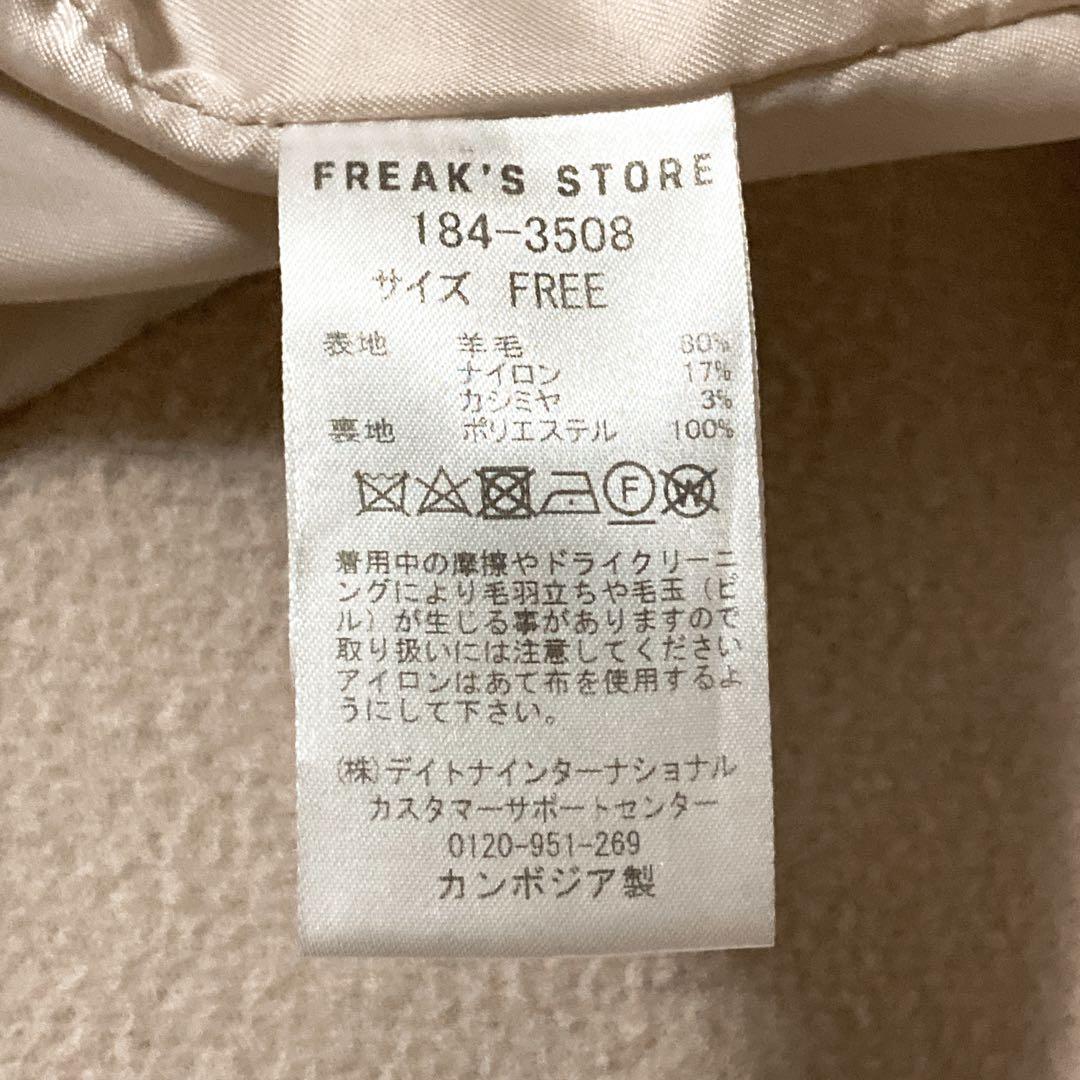 FREAK'S STORE
184-3508
サイズ FREE
表地 羊毛 80%
ナイロン 17%
カシミヤ 3%
裏地 ポリエステル 100%
F W
着用中の摩擦やドライクリーニ
ングにより毛羽立ちや毛玉（ピ
ル）が生じる事がありますので
取り扱いには注意してください
アイロンはあて布を使用するよ
うにして下さい。
(株)デイトナインターナショナル
カスタマーサポートセンター
0120-951-269
カンボジア製